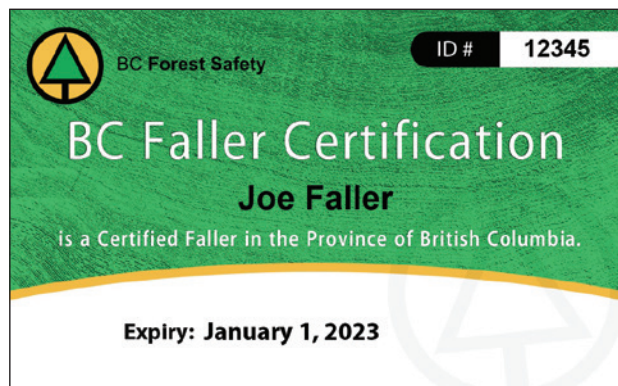 BC Forest Safety
ID # 12345
BC Faller Certification
Joe Faller
is a Certified Faller in the Province of British Columbia.
Expiry: January 1, 2023